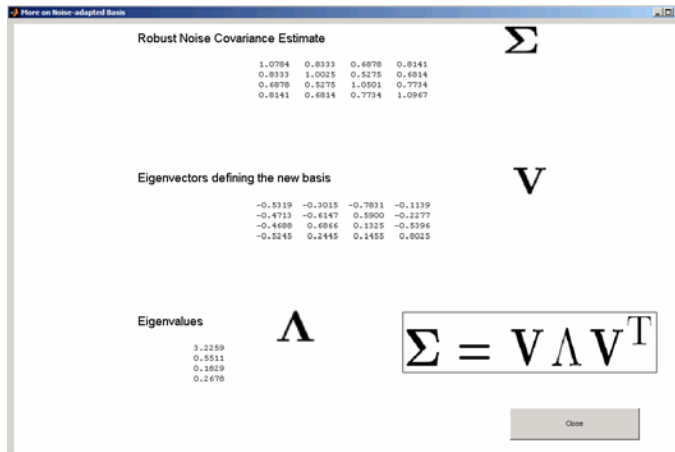 More on Noise-adapted Basis
Robust Noise Covariance Estimate
Σ
1.0784 0.8333 0.6878 0.8141
0.8333 1.0025 0.5275 0.6814
0.6878 0.5275 1.0501 0.7734
0.8141 0.6814 0.7734 1.0967
Eigenvectors defining the new basis
V
-0.5319 -0.3015 -0.7831 -0.1139
-0.4713 -0.6147 0.5900 -0.2277
-0.4688 0.6866 0.1325 -0.5396
-0.5245 0.2445 0.1455 0.8025
Eigenvalues
Λ
3.2259
0.5511
0.1829
0.2678
Σ = V Λ V^T
Close